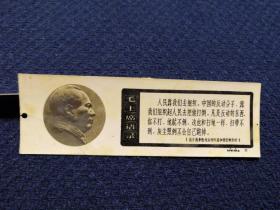 毛主席语录
人民靠我们去组织。中国的反动分子，靠
我们组织起人民去把他打倒。凡是反动的东西，
你不打，他就不倒。这也和扫地一样，扫帚不
到，灰尘照例不会自己跑掉。